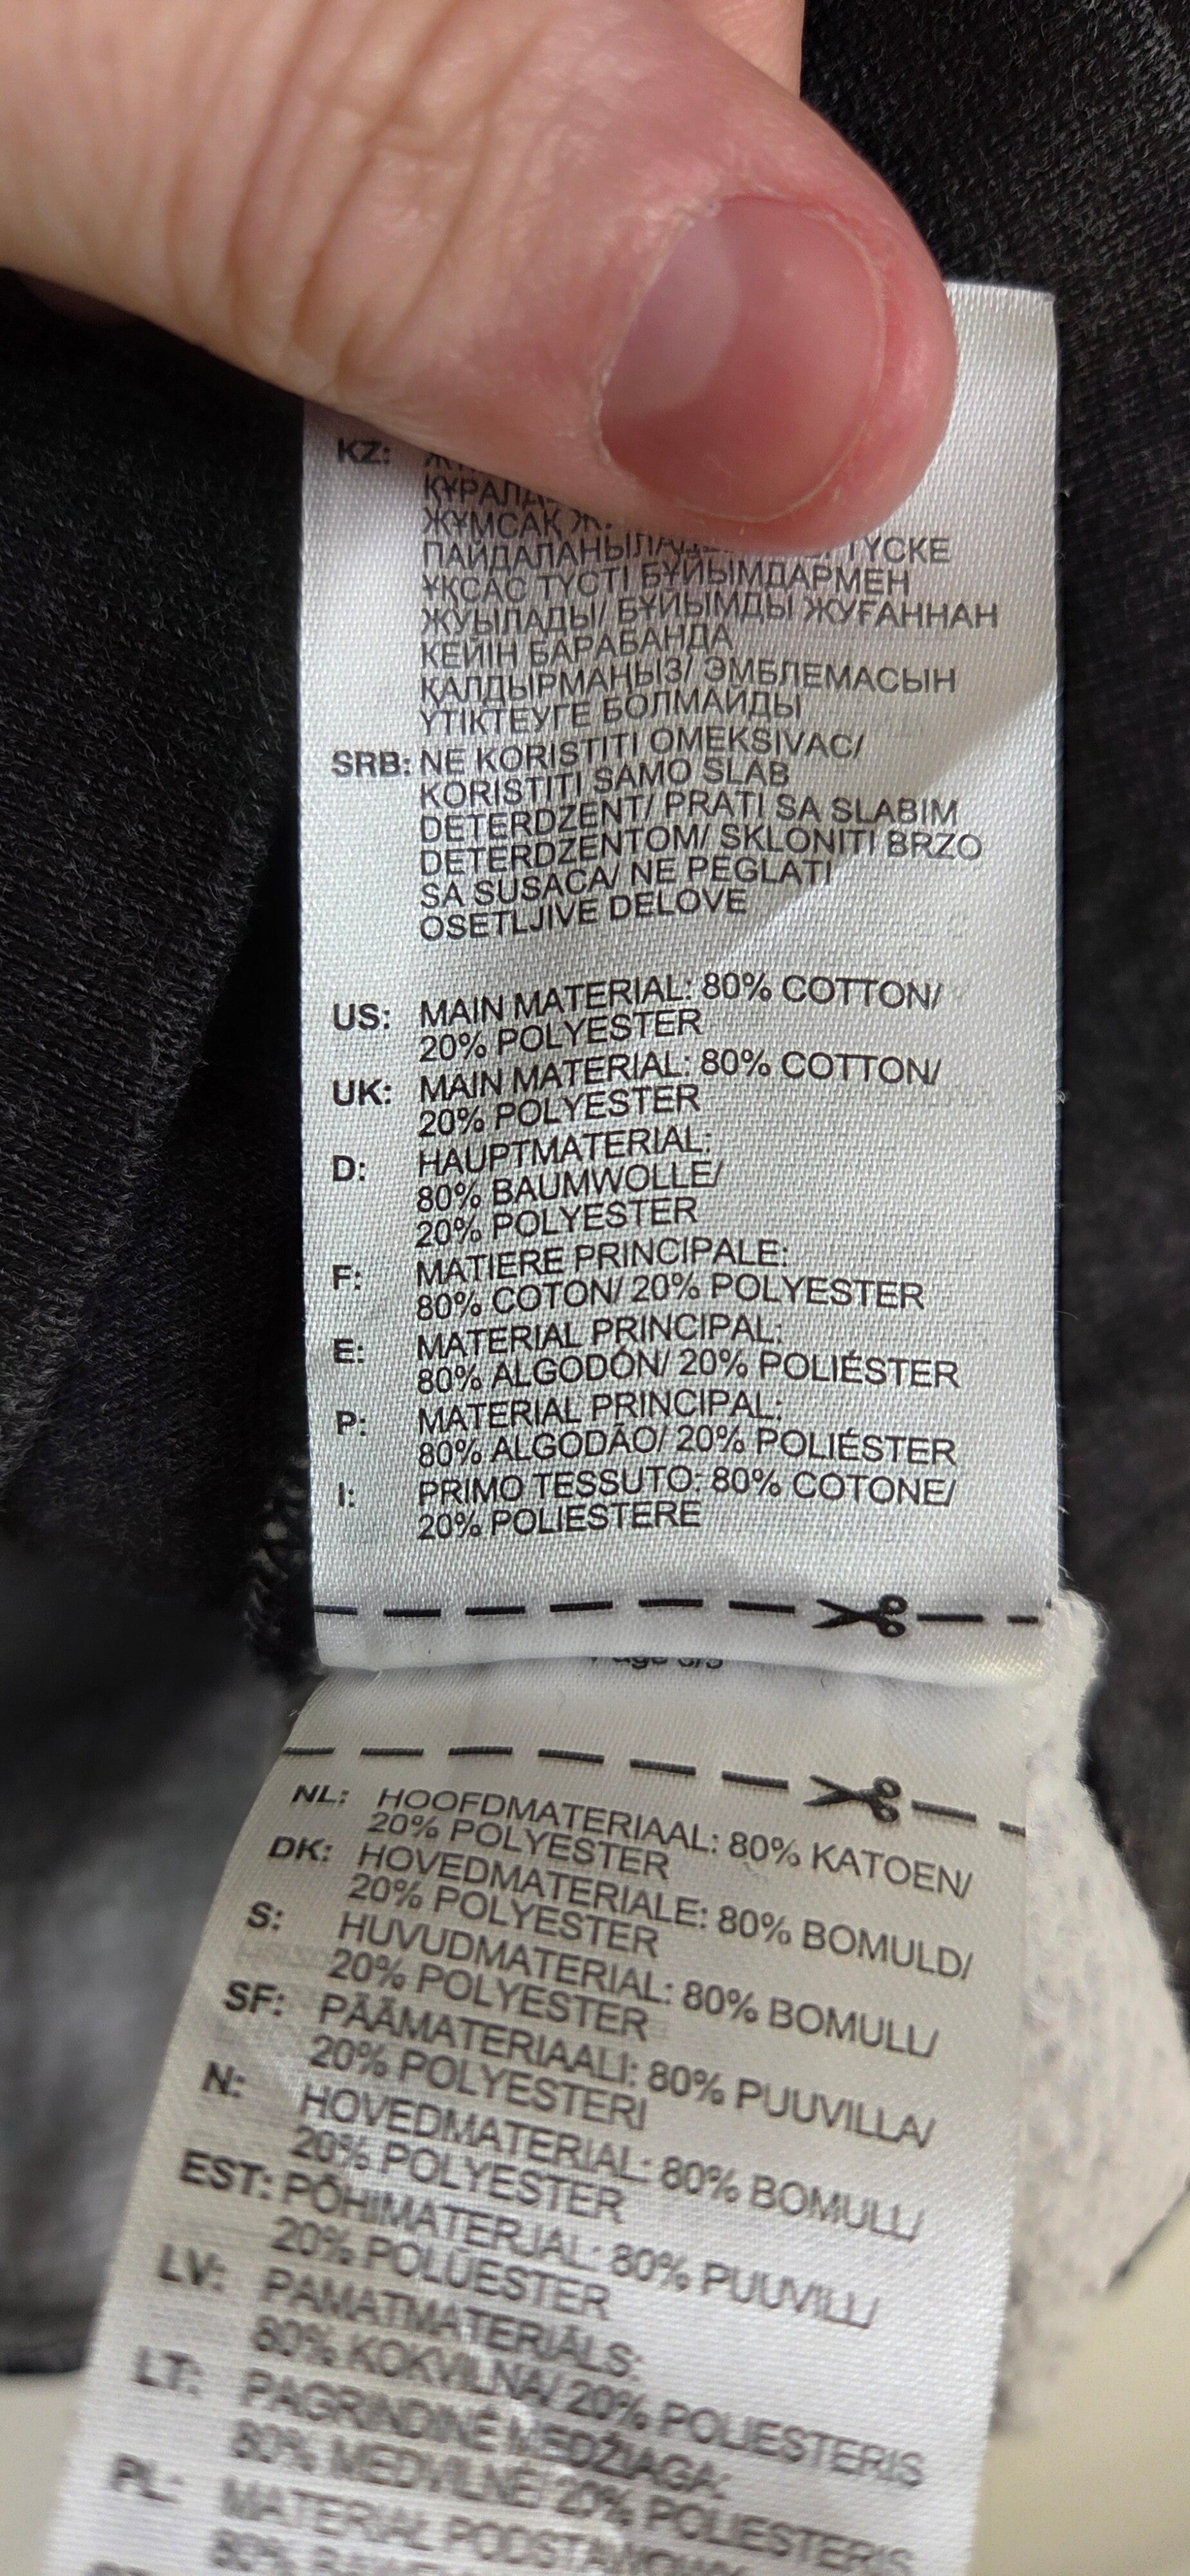 KZ:
ЖҰМСАҚ
ТҮСКЕ
ҰҚСАС ТҮСТІ БҰЙЫМДАРМЕН
ЖУЫЛАДЫ/ БҰЙЫМДЫ ЖУҒАННАН
КЕЙІН БАРАБАНДА
ҚАЛДЫРМАҢЫЗ/ ЭМБЛЕМАСЫН
ҮТІКТЕУГЕ БОЛМАЙДЫ
SRB: NE KORISTITI OMEKSIVAC/
KORISTITI SAMO SLAB
DETERDZENT/ PRATI SA SLABIM
DETERDZENTOM/ SKLONITI BRZO
SA SUSACA/ NE PEGLATI
OSETLJIVE DELOVE
US: MAIN MATERIAL: 80% COTTON/
20% POLYESTER
UK: MAIN MATERIAL: 80% COTTON/
20% POLYESTER
D: HAUPTMATERIAL:
80% BAUMWOLLE/
20% POLYESTER
F: MATIERE PRINCIPALE:
80% COTON/ 20% POLYESTER
E: MATERIAL PRINCIPAL:
80% ALGODÓN/ 20% POLIÉSTER
P: MATERIAL PRINCIPAL:
80% ALGODÃO/ 20% POLIÉSTER
I: PRIMO TESSUTO: 80% COTONE/
20% POLIESTERE
NL: HOOFDMATERIAAL: 80% KATOEN/
20% POLYESTER
DK: HOVEDMATERIALE: 80% BOMULD/
20% POLYESTER
S: HUVUDMATERIAL: 80% BOMULL/
20% POLYESTER
SF: PÄÄMATERIAALI: 80% PUUVILLA/
20% POLYESTERI
N: HOVEDMATERIAL: 80% BOMULL/
20% POLYESTER
EST: PÕHIMATERJAL: 80% PUUVILL/
20% POLÜESTER
LV: PAMATMATERIĀLS:
80% KOKVILNA/ 20% POLIESTERIS
LT: PAGRINDINĖ MEDŽIAGA:
80% MEDVILNĖ/ 20% POLIESTERIS
PL: MATERIAŁ
80%